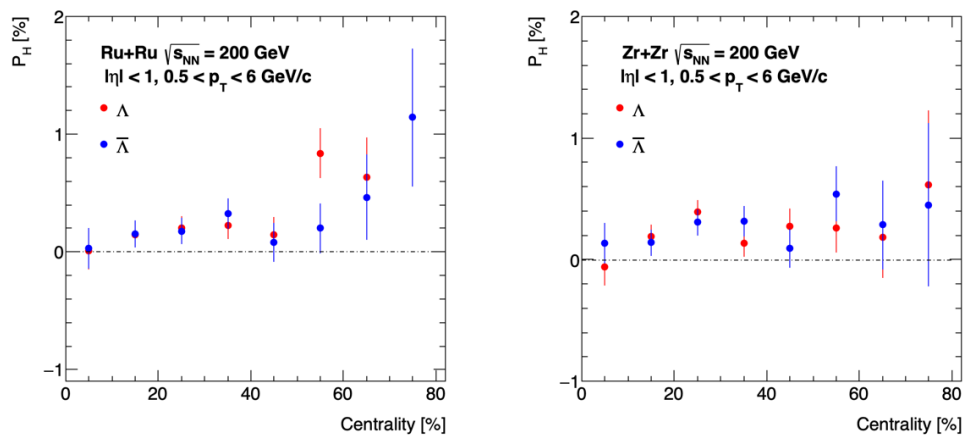 P_H [%]
2
1
0
−1
Ru+Ru √s_NN = 200 GeV
|η| < 1, 0.5 < p_T < 6 GeV/c
Λ
Λ̅
0 20 40 60 80
Centrality [%]
P_H [%]
2
1
0
−1
Zr+Zr √s_NN = 200 GeV
|η| < 1, 0.5 < p_T < 6 GeV/c
Λ
Λ̅
0 20 40 60 80
Centrality [%]